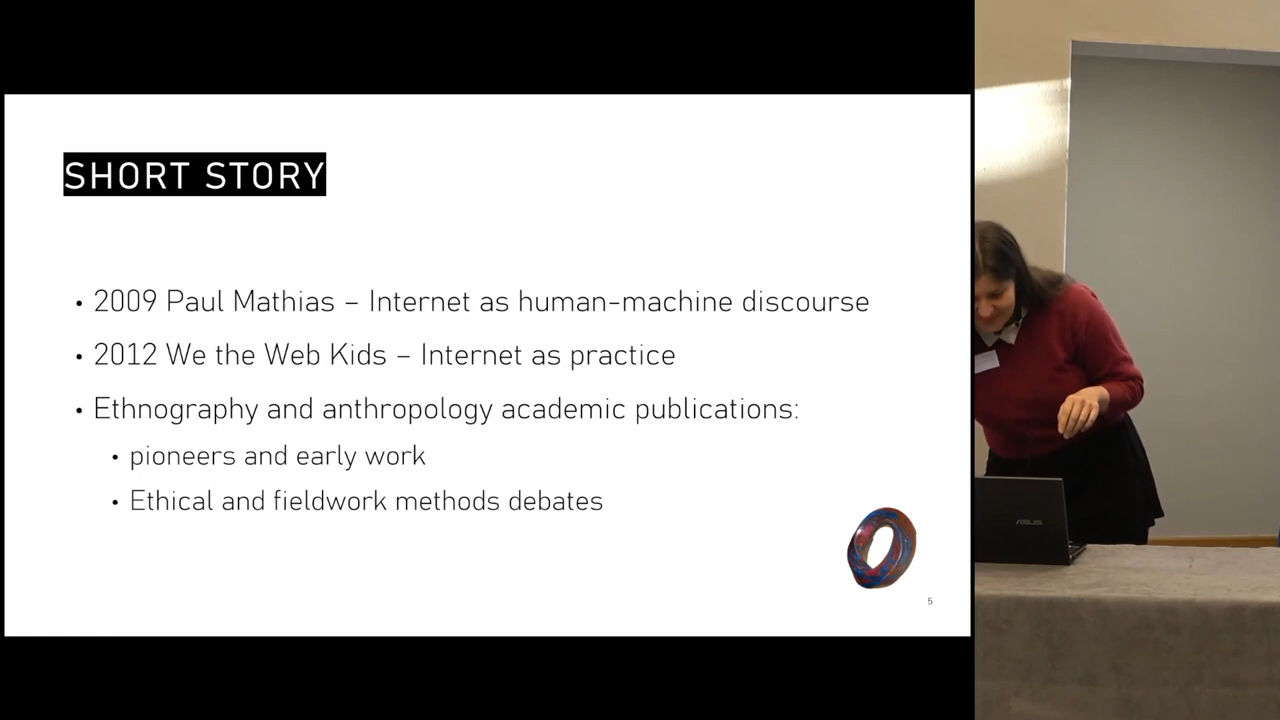 SHORT STORY
• 2009 Paul Mathias – Internet as human-machine discourse
• 2012 We the Web Kids – Internet as practice
• Ethnography and anthropology academic publications:
• pioneers and early work
• Ethical and fieldwork methods debates
5
ASUS